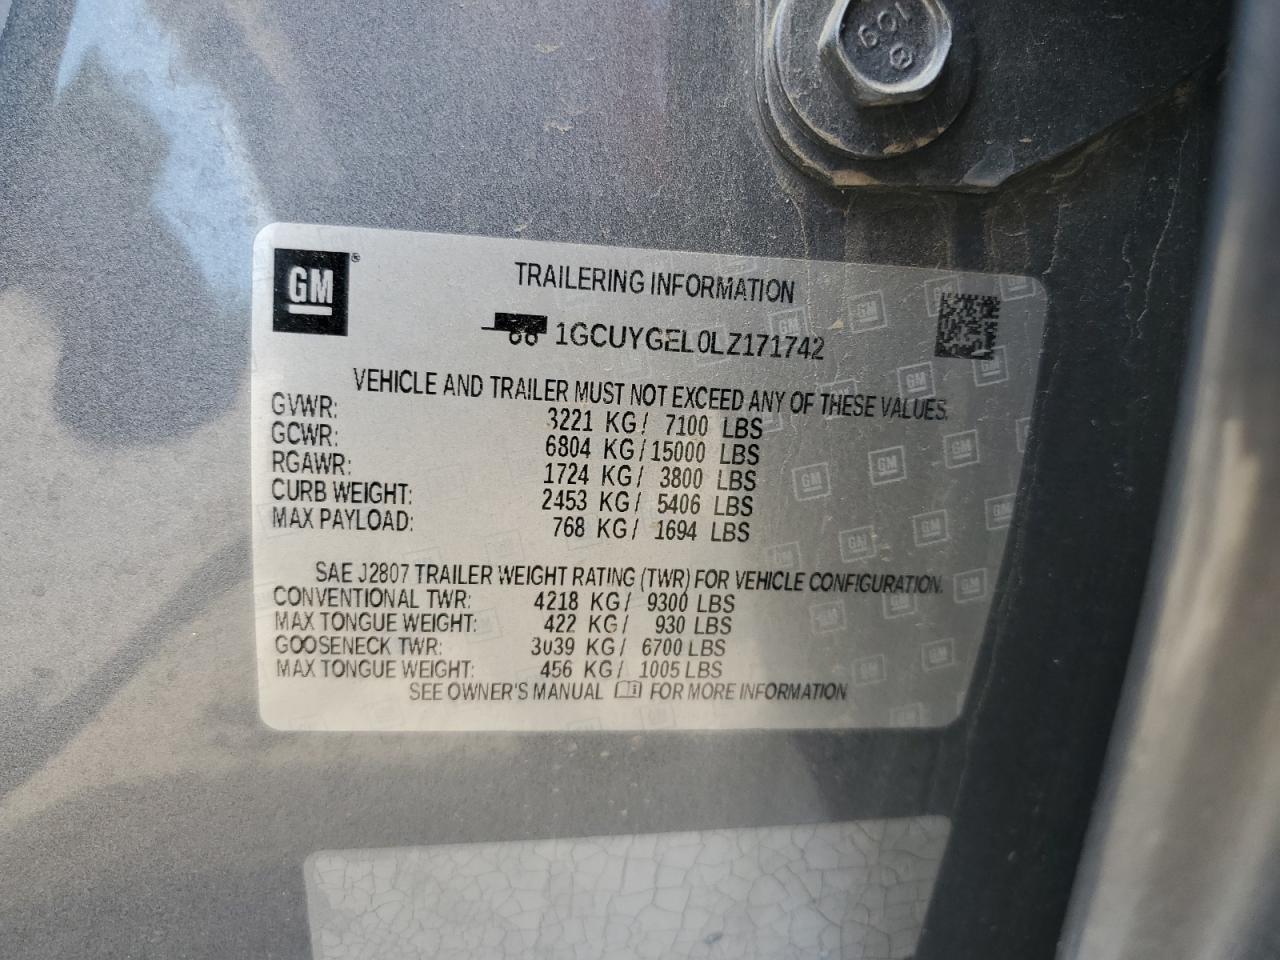 109
GM®
TRAILERING INFORMATION
1GCUYGEL0LZ171742
VEHICLE AND TRAILER MUST NOT EXCEED ANY OF THESE VALUES.
GVWR: 3221 KG/ 7100 LBS
GCWR: 6804 KG/ 15000 LBS
RGAWR: 1724 KG/ 3800 LBS
CURB WEIGHT: 2453 KG/ 5406 LBS
MAX PAYLOAD: 768 KG/ 1694 LBS
SAE J2807 TRAILER WEIGHT RATING (TWR) FOR VEHICLE CONFIGURATION.
CONVENTIONAL TWR: 4218 KG/ 9300 LBS
MAX TONGUE WEIGHT: 422 KG/ 930 LBS
GOOSENECK TWR: 3039 KG/ 6700 LBS
MAX TONGUE WEIGHT: 456 KG/ 1005 LBS
SEE OWNER'S MANUAL FOR MORE INFORMATION